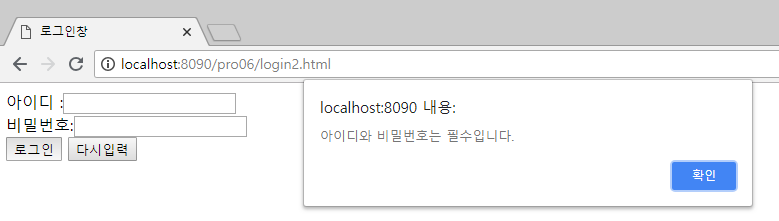 로그인창
localhost:8090/pro06/login2.html
아이디 :
비밀번호:
로그인 다시입력
localhost:8090 내용:
아이디와 비밀번호는 필수입니다.
확인